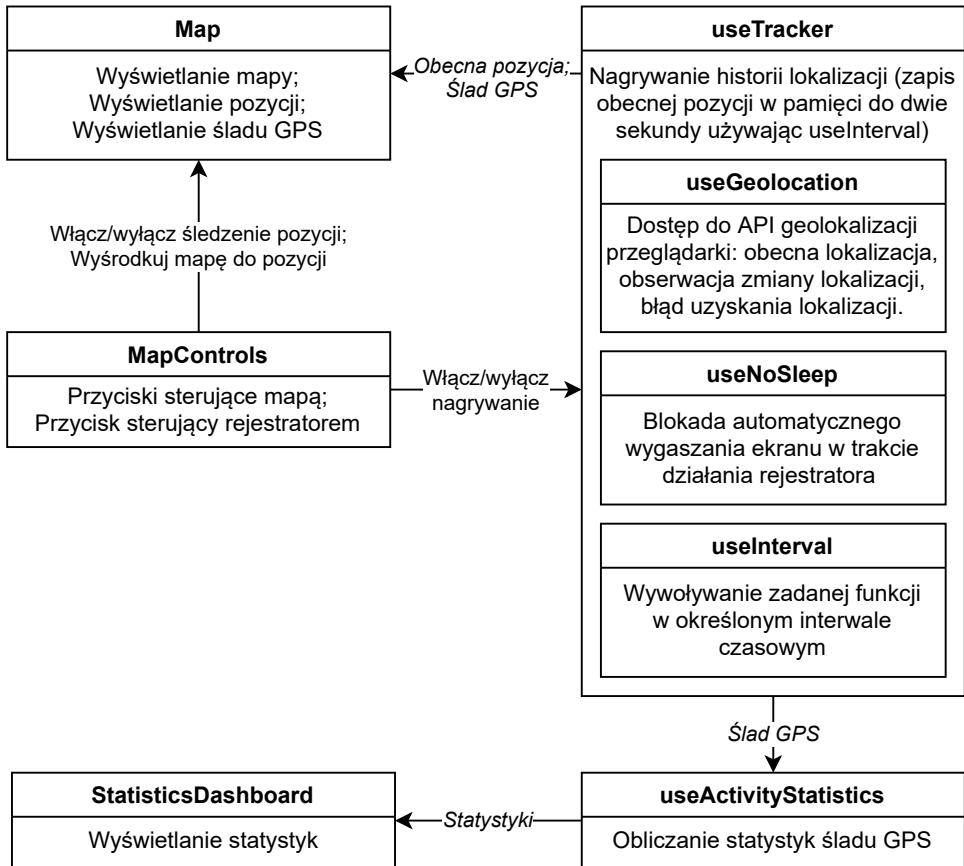 Map
Wyświetlanie mapy;
Wyświetlanie pozycji;
Wyświetlanie śladu GPS
Obecna pozycja;
Ślad GPS
useTracker
Nagrywanie historii lokalizacji (zapis
obecnej pozycji w pamięci do dwie
sekundy używając useInterval)
useGeolocation
Dostęp do API geolokalizacji
przeglądarki: obecna lokalizacja,
obserwacja zmiany lokalizacji,
błąd uzyskania lokalizacji.
Włącz/wyłącz śledzenie pozycji;
Wyśrodkuj mapę do pozycji
MapControls
Przyciski sterujące mapą;
Przycisk sterujący rejestratorem
Włącz/wyłącz
nagrywanie
useNoSleep
Blokada automatycznego
wygaszania ekranu w trakcie
działania rejestratora
useInterval
Wywoływanie zadanej funkcji
w określonym interwale
czasowym
Ślad GPS
StatisticsDashboard
Wyświetlanie statystyk
Statystyki
useActivityStatistics
Obliczanie statystyk śladu GPS